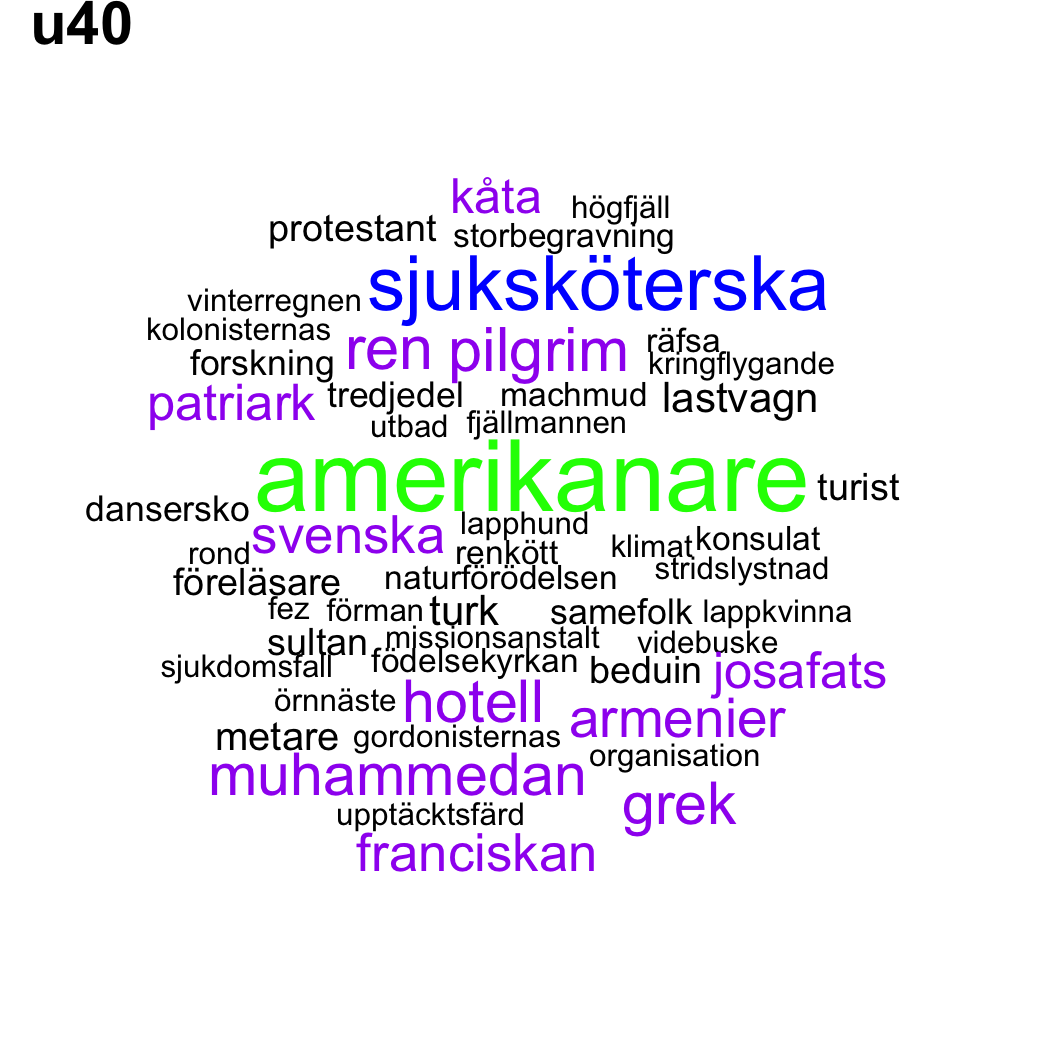 u40
kåta högfjäll
protestant storbegravning
sjuksköterska
vinterregnen
kolonisternas ren pilgrim räfsa
forskning kringflygande
patriark tredjedel machmud lastvagn
utbad fjällmannen
amerikanare turist
dansersko
svenska lapphund
rond renkött klimat konsulat
föreläsare naturförödelsen stridslystnad
fez förman turk samefolk lappkvinna
sultan missionsanstalt videbuske
sjukdomsfall födelsekyrkan beduin josafats
örnnäste hotell armenier
metare gordonisternas
muhammedan organisation
upptäcktsfärd grek
franciskan